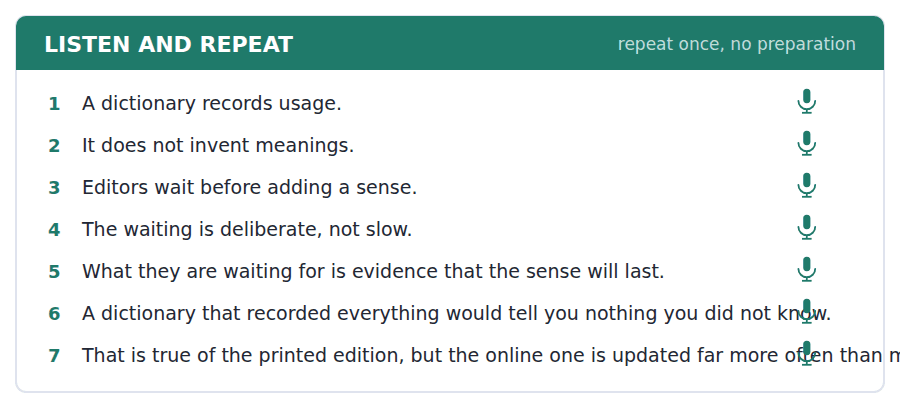 LISTEN AND REPEAT
repeat once, no preparation
1 A dictionary records usage.
2 It does not invent meanings.
3 Editors wait before adding a sense.
4 The waiting is deliberate, not slow.
5 What they are waiting for is evidence that the sense will last.
6 A dictionary that recorded everything would tell you nothing you did not know.
7 That is true of the printed edition, but the online one is updated far more often than